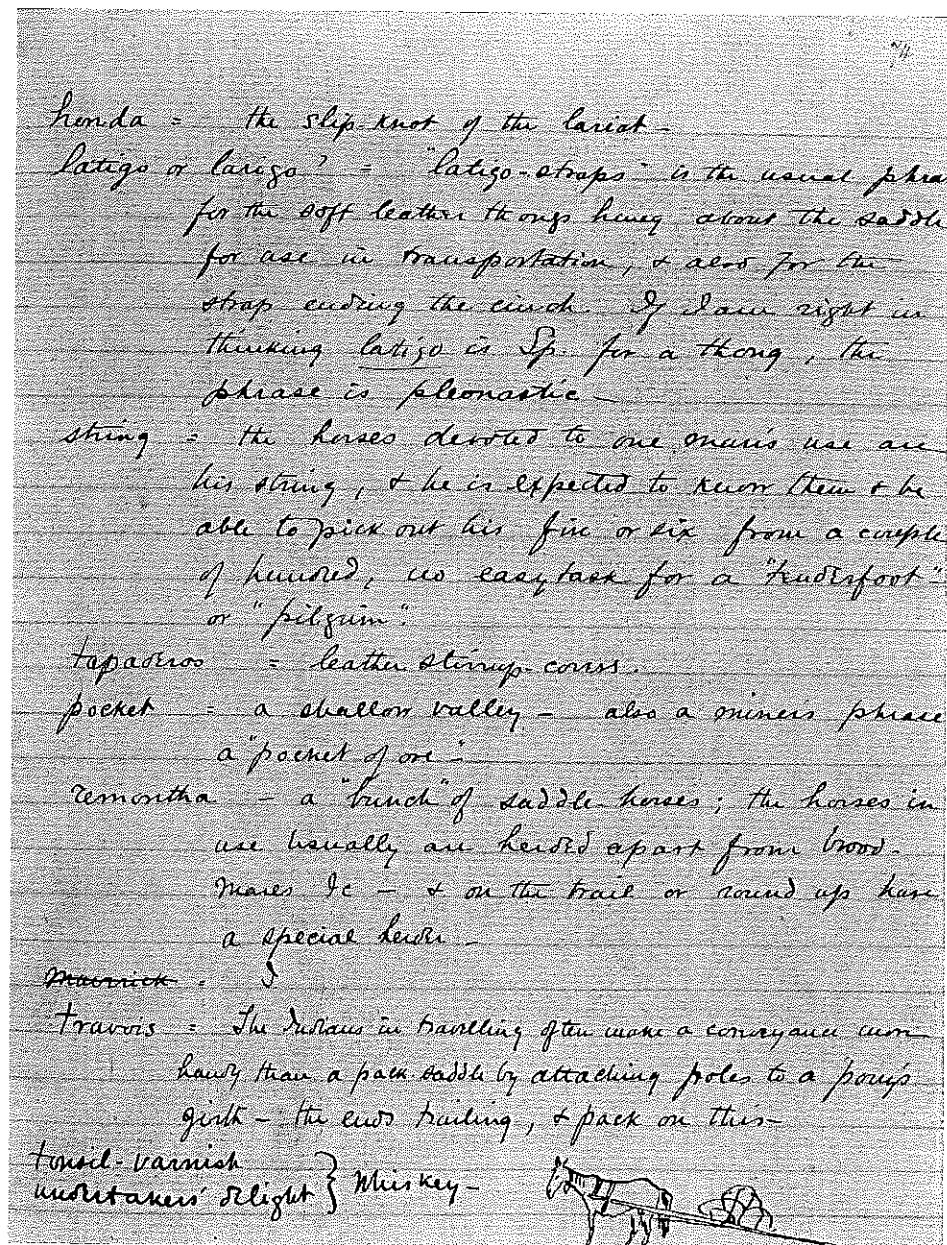 74
honda = the slip-knot of the lariat -
latigo or larigo? = "latigo-straps" is the usual phra
for the soft leather thongs hung about the saddle
for use in transportation, & also for the
strap ending the cinch. If I am right in
thinking latigo is Sp. for a thong, the
phrase is pleonastic -
string = the horses devoted to one man's use are
his string, & he is expected to know them & be
able to pick out his five or six from a couple
of hundred, no easy task for a "tenderfoot"
or "pilgrim".
tapaderos = leather stirrup-covers.
pocket = a shallow valley - also a miner's phrase
a "pocket of ore".
remontha - a "bunch" of saddle horses; the horses in
use usually are herded apart from brood-
mares &c - & on the trail or round up have
a special herder -
Maverick =
travois = The Indians in travelling often make a conveyance more
handy than a pack-saddle by attaching poles to a pony's
girth - the ends trailing, & pack on this -
tonsil-varnish
undertakers' delight } Whiskey -